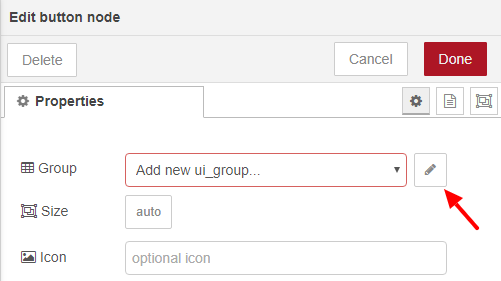 Edit button node
Delete
Cancel
Done
Properties
Group
Add new ui_group...
Size
auto
Icon
optional icon